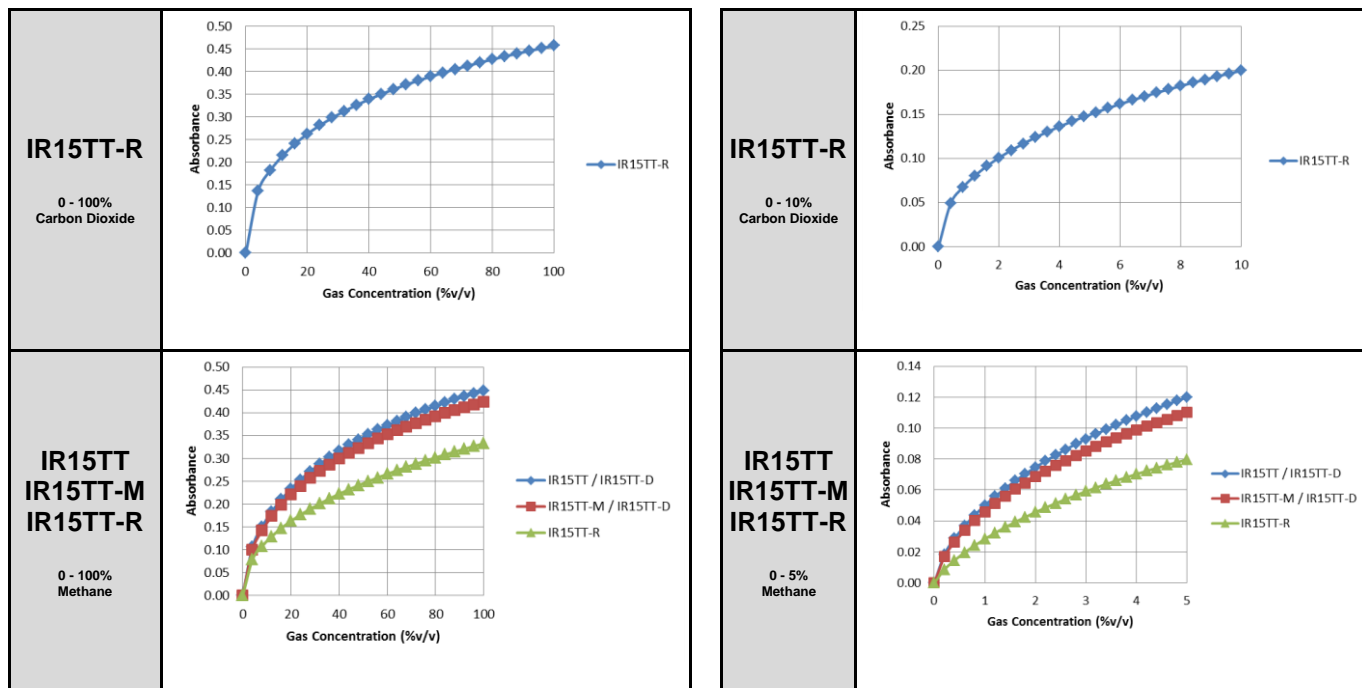 IR15TT-R
0 - 100%
Carbon Dioxide
0.50
0.45
0.40
0.35
0.30
0.25
0.20
0.15
0.10
0.05
0.00
Absorbance
0 20 40 60 80 100
Gas Concentration (%v/v)
IR15TT-R
IR15TT-R
0 - 10%
Carbon Dioxide
0.25
0.20
0.15
0.10
0.05
0.00
Absorbance
0 2 4 6 8 10
Gas Concentration (%v/v)
IR15TT-R
IR15TT
IR15TT-M
IR15TT-R
0 - 100%
Methane
0.50
0.45
0.40
0.35
0.30
0.25
0.20
0.15
0.10
0.05
0.00
Absorbance
0 20 40 60 80 100
Gas Concentration (%v/v)
IR15TT / IR15TT-D
IR15TT-M / IR15TT-D
IR15TT-R
IR15TT
IR15TT-M
IR15TT-R
0 - 5%
Methane
0.14
0.12
0.10
0.08
0.06
0.04
0.02
0.00
Absorbance
0 1 2 3 4 5
Gas Concentration (%v/v)
IR15TT / IR15TT-D
IR15TT-M / IR15TT-D
IR15TT-R